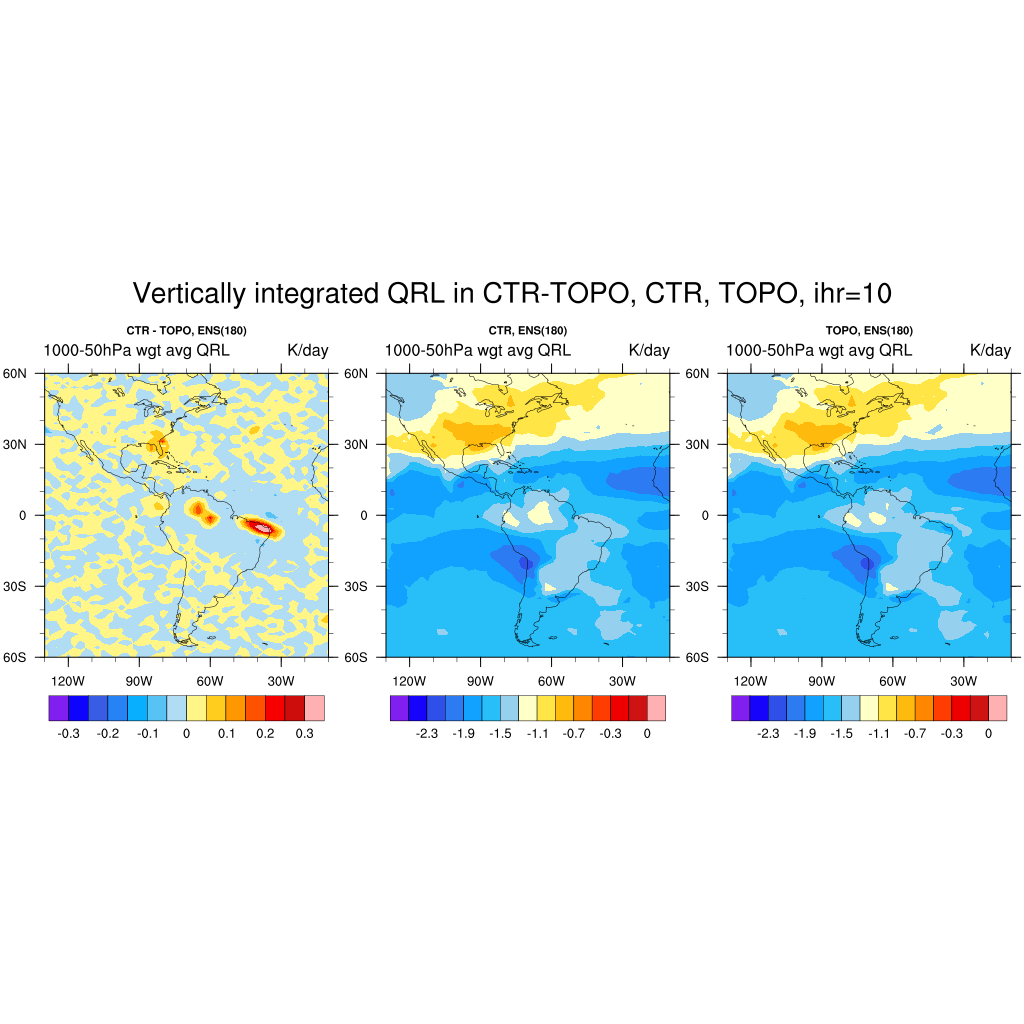 Vertically integrated QRL in CTR-TOPO, CTR, TOPO, ihr=10
CTR - TOPO, ENS(180)
1000-50hPa wgt avg QRL K/day
60N
30N
0
30S
60S
120W 90W 60W 30W
-0.3 -0.2 -0.1 0 0.1 0.2 0.3
CTR, ENS(180)
1000-50hPa wgt avg QRL K/day
60N
30N
0
30S
60S
120W 90W 60W 30W
-2.3 -1.9 -1.5 -1.1 -0.7 -0.3 0
TOPO, ENS(180)
1000-50hPa wgt avg QRL K/day
60N
30N
0
30S
60S
120W 90W 60W 30W
-2.3 -1.9 -1.5 -1.1 -0.7 -0.3 0